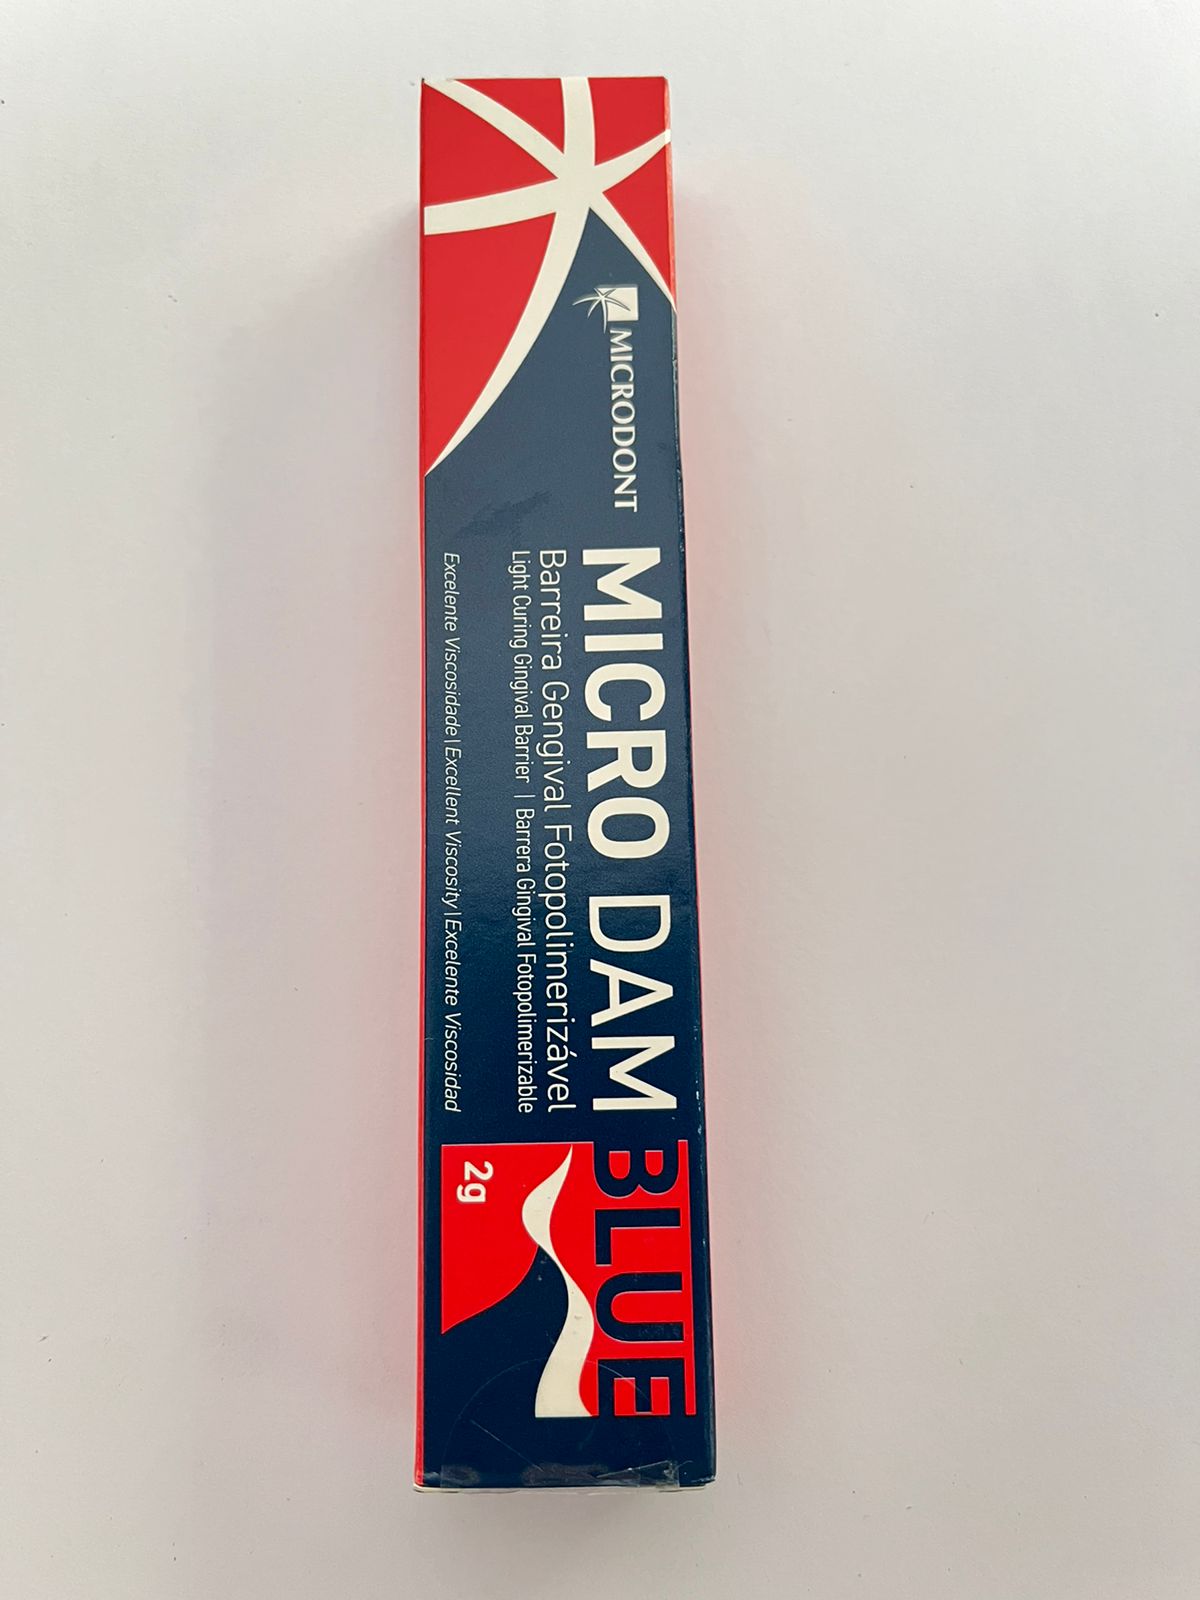 MICRODONT
MICRO DAM BLUE
Barreira Gengival Fotopolimerizável
Light Curing Gingival Barrier | Barrera Gingival Fotopolimerizable
Excelente Viscosidade | Excellent Viscosity | Excelente Viscosidad
2g